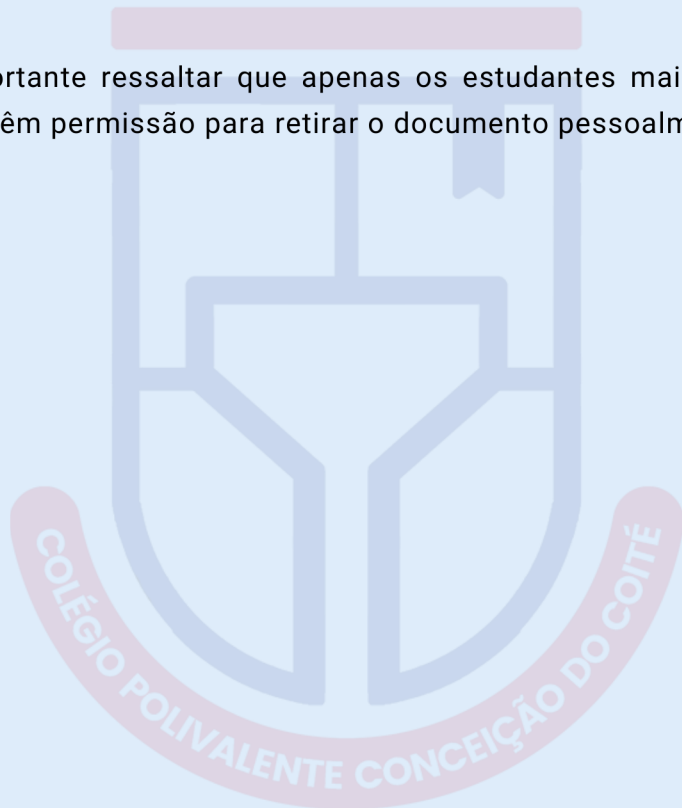 ortante ressaltar que apenas os estudantes mai
êm permissão para retirar o documento pessoalm
COLÉGIO POLIVALENTE CONCEIÇÃO DO COITÉ